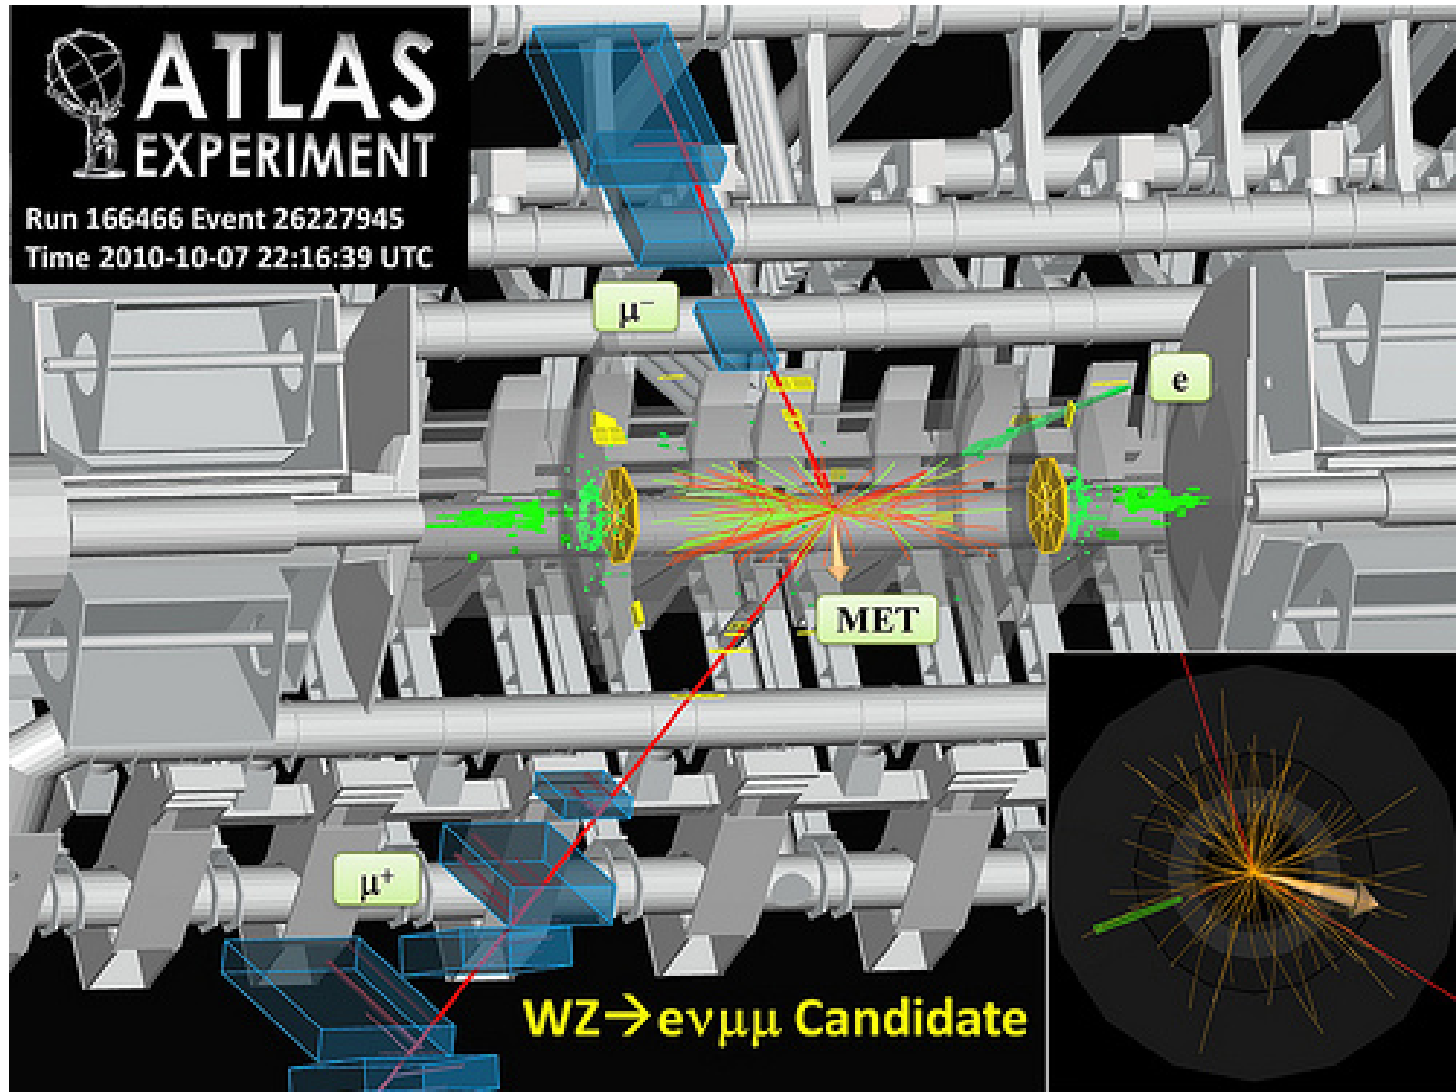 ATLAS
EXPERIMENT
Run 166466 Event 26227945
Time 2010-10-07 22:16:39 UTC
μ⁻
e
MET
μ⁺
WZ→eνμμ Candidate